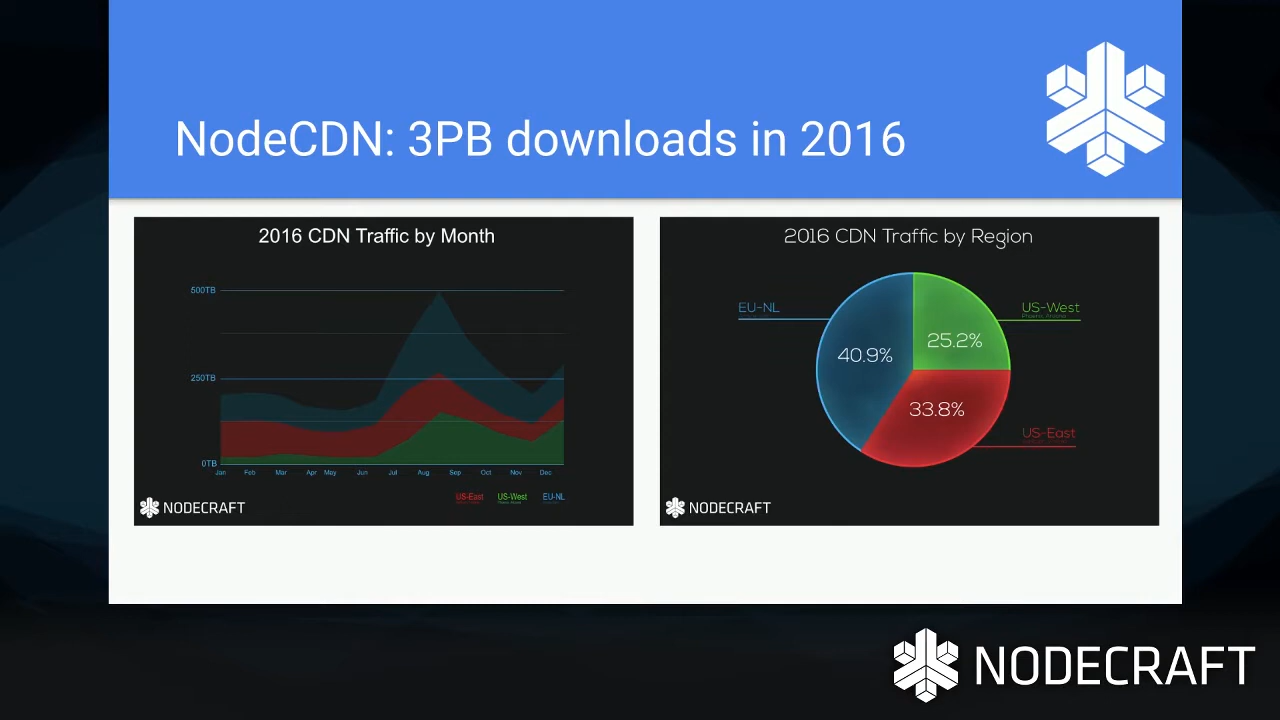 NodeCDN: 3PB downloads in 2016
2016 CDN Traffic by Month
500TB
250TB
0TB
Jan Feb Mar Apr May Jun Jul Aug Sep Oct Nov Dec
US-East US-West EU-NL
NODECRAFT
2016 CDN Traffic by Region
EU-NL
US-West
Phoenix, Arizona
40.9%
25.2%
33.8%
US-East
NODECRAFT
NODECRAFT